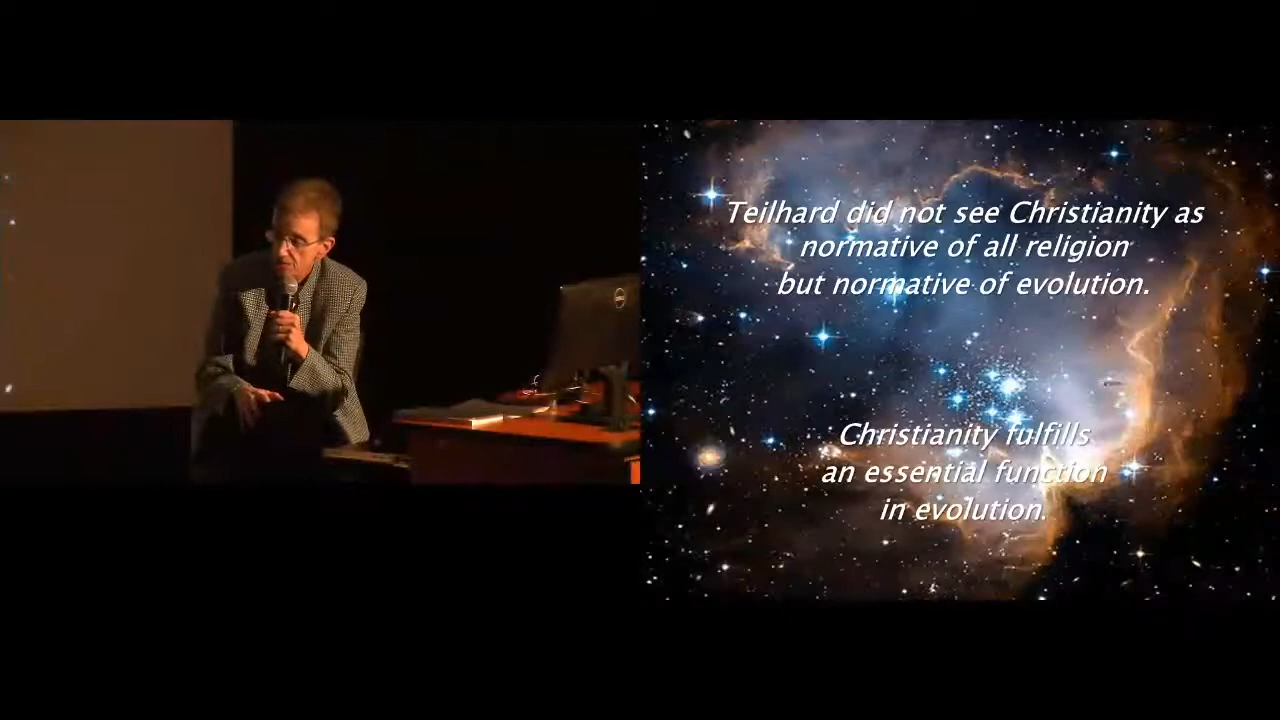 Teilhard did not see Christianity as
normative of all religion
but normative of evolution.
Christianity fulfills
an essential function
in evolution.